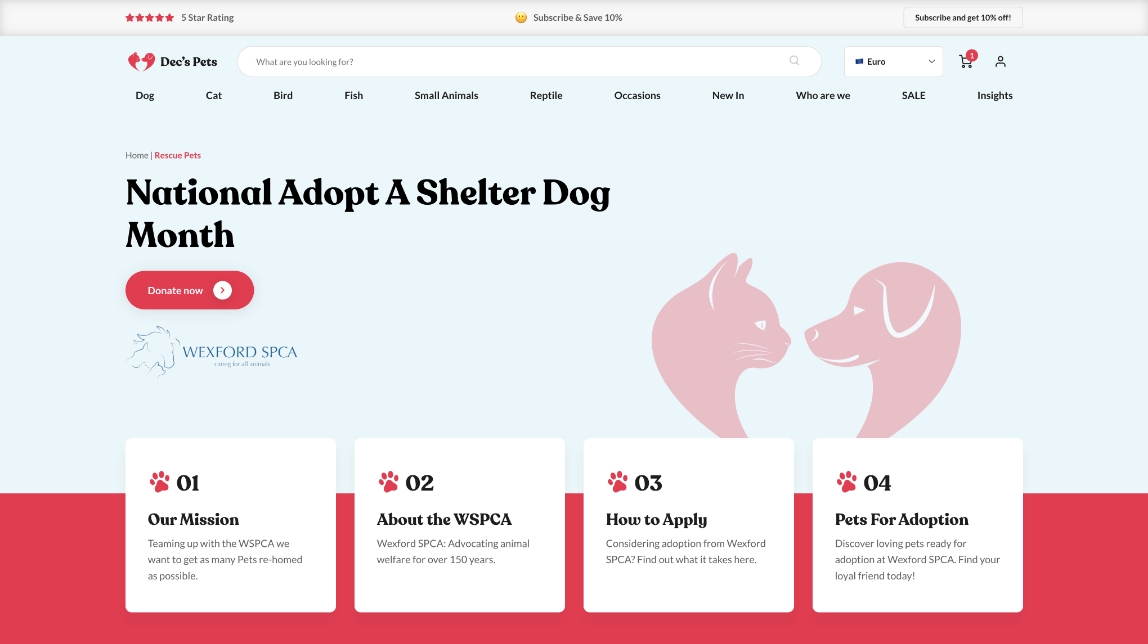 5 Star Rating
Subscribe & Save 10%
Subscribe and get 10% off!
Dec's Pets
What are you looking for?
Euro
1
Dog
Cat
Bird
Fish
Small Animals
Reptile
Occasions
New In
Who are we
SALE
Insights
Home | Rescue Pets
National Adopt A Shelter Dog
Month
Donate now
WEXFORD SPCA
caring for all animals
01
Our Mission
Teaming up with the WSPCA we
want to get as many Pets re-homed
as possible.
02
About the WSPCA
Wexford SPCA: Advocating animal
welfare for over 150 years.
03
How to Apply
Considering adoption from Wexford
SPCA? Find out what it takes here.
04
Pets For Adoption
Discover loving pets ready for
adoption at Wexford SPCA. Find your
loyal friend today!